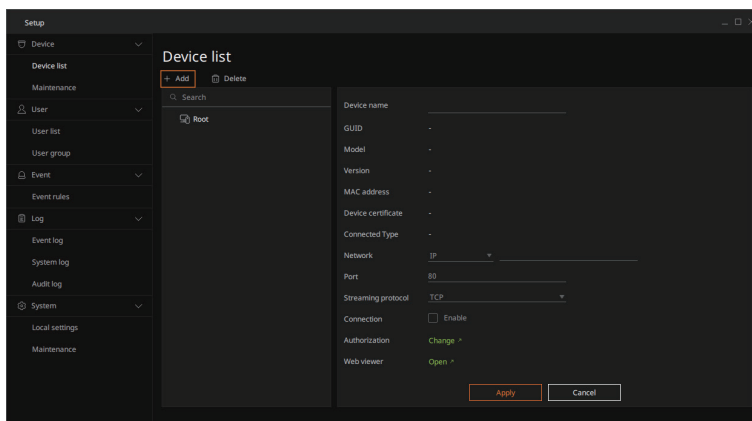 Setup
Device
Device list
Maintenance
User
User list
User group
Event
Event rules
Log
Event log
System log
Audit log
System
Local settings
Maintenance
Device list
+ Add Delete
Search
Root
Device name
GUID -
Model -
Version -
MAC address -
Device certificate -
Connected Type -
Network IP
Port 80
Streaming protocol TCP
Connection Enable
Authorization Change
Web viewer Open
Apply Cancel